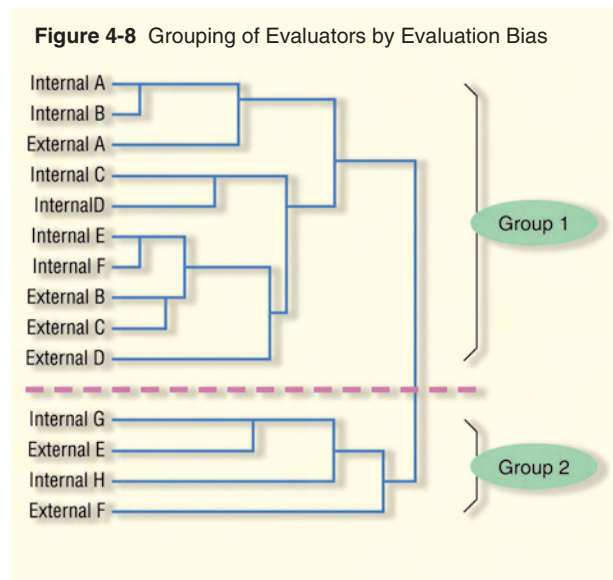 Figure 4-8 Grouping of Evaluators by Evaluation Bias
Internal A
Internal B
External A
Internal C
InternalD
Internal E
Internal F
External B
External C
External D
Group 1
Internal G
External E
Internal H
External F
Group 2